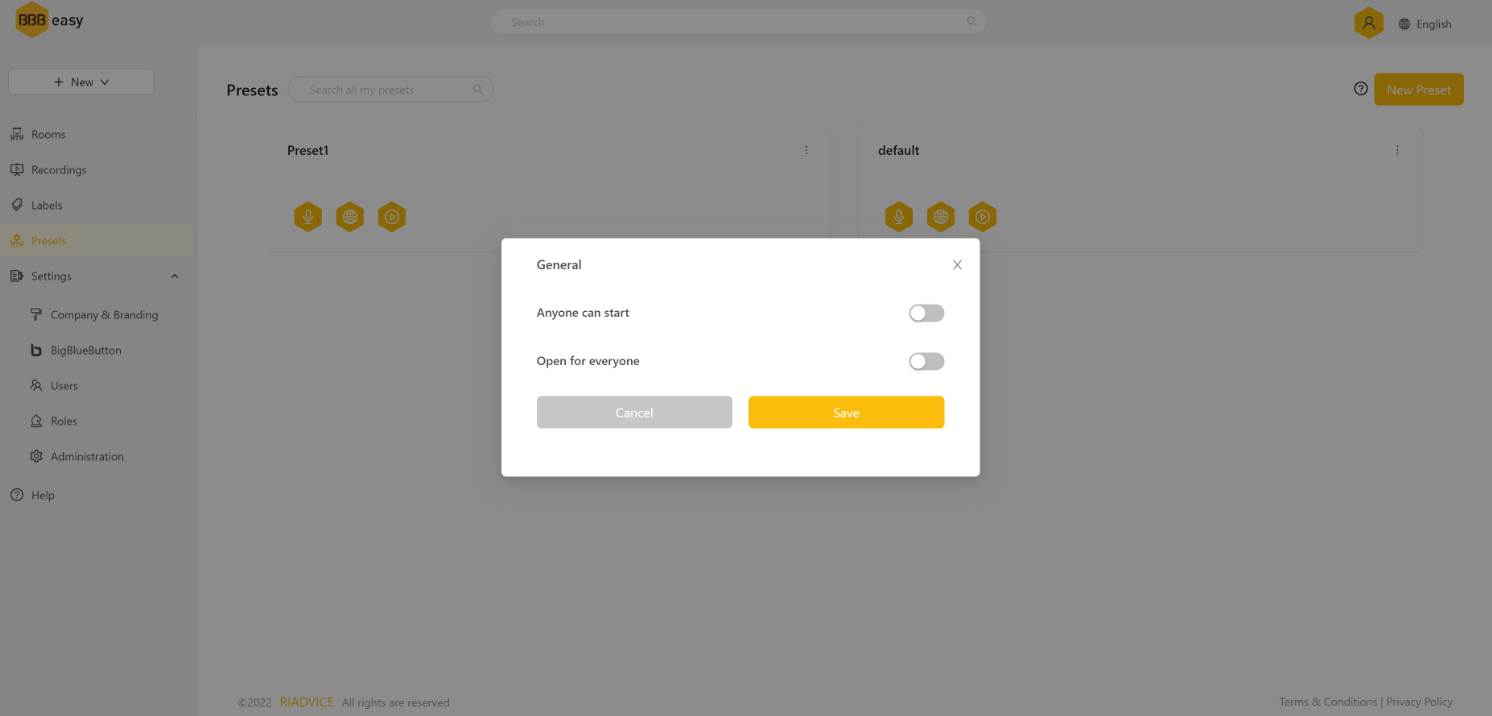 BBB easy
Search
English
New
Presets
Search all my presets
New Preset
Rooms
Recordings
Labels
Presets
Settings
Company & Branding
BigBlueButton
Users
Roles
Administration
Help
Preset1
default
General
Anyone can start
Open for everyone
Cancel
Save
©2022 RIADVICE All rights are reserved
Terms & Conditions | Privacy Policy